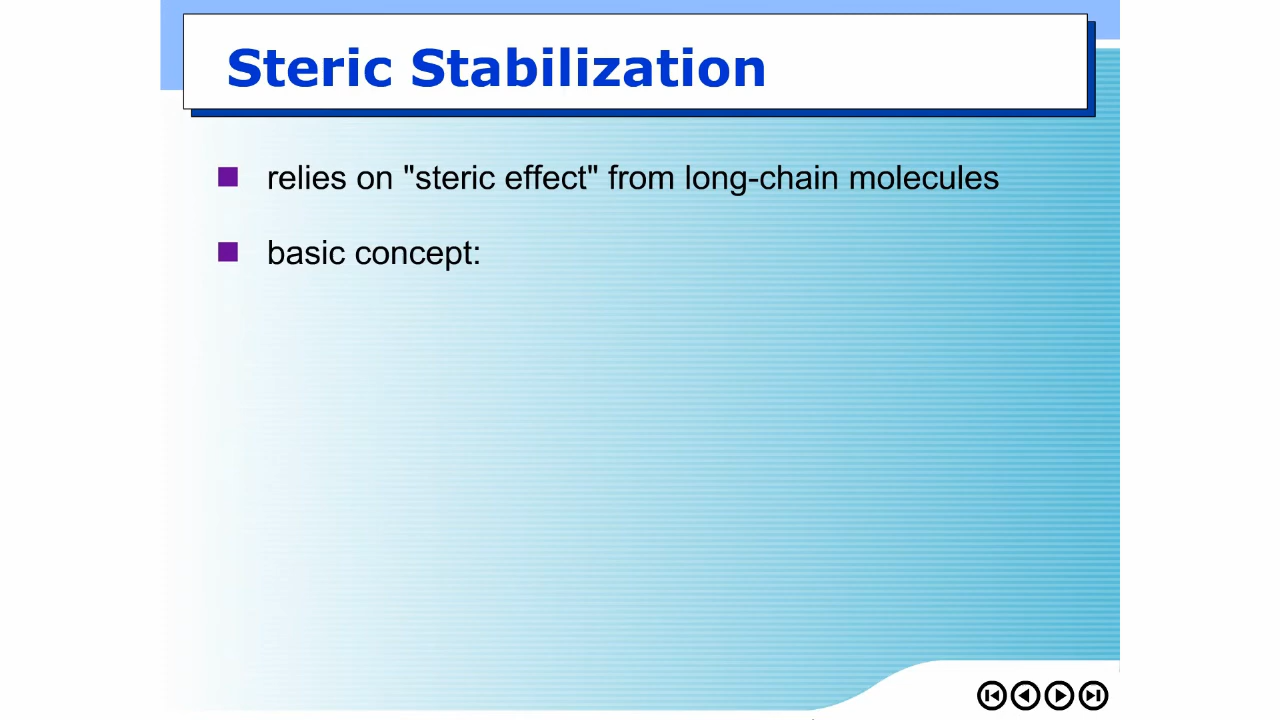 Steric Stabilization
relies on "steric effect" from long-chain molecules
basic concept: